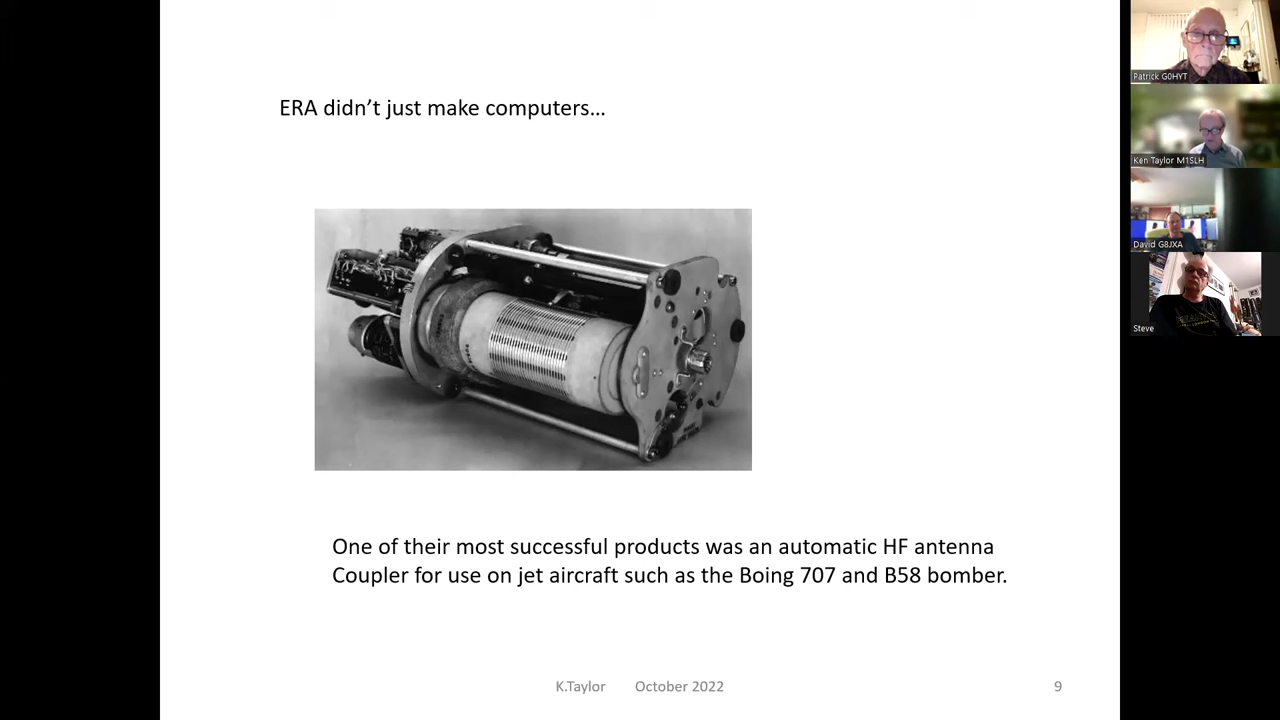 ERA didn’t just make computers…
One of their most successful products was an automatic HF antenna
Coupler for use on jet aircraft such as the Boing 707 and B58 bomber.
K.Taylor October 2022 9
Patrick G0HYT
Ken Taylor M1SLH
David G8JXA
Steve